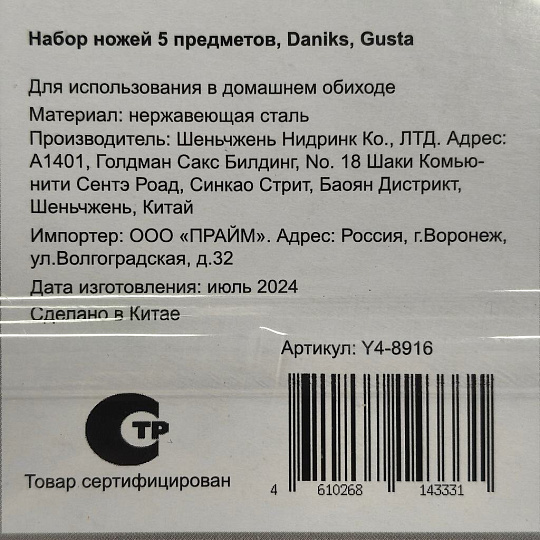 Набор ножей 5 предметов, Daniks, Gusta
Для использования в домашнем обиходе
Материал: нержавеющая сталь
Производитель: Шеньчжень Нидринк Ко., ЛТД. Адрес:
А1401, Голдман Сакс Билдинг, No. 18 Шаки Комью-
нити Сентэ Роад, Синкао Стрит, Баоян Дистрикт,
Шеньчжень, Китай
Импортер: ООО «ПРАЙМ». Адрес: Россия, г.Воронеж,
ул.Волгоградская, д.32
Дата изготовления: июль 2024
Сделано в Китае
Артикул: Y4-8916
СТР
Товар сертифицирован
4 610268 143331